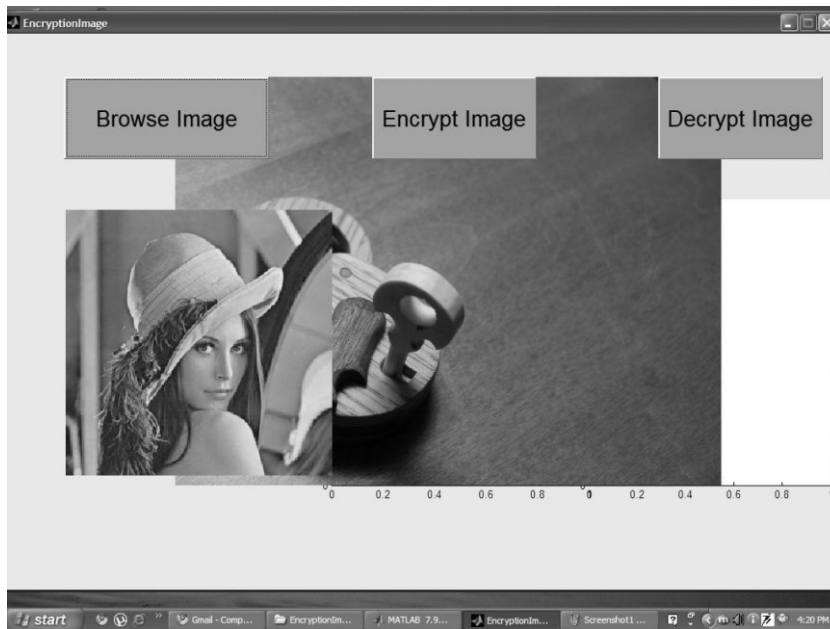 EncryptionImage
Browse Image
Encrypt Image
Decrypt Image
0 0.2 0.4 0.6 0.8 0 0.2 0.4 0.6 0.8
start
Gmail - Comp...
EncryptionIm...
MATLAB 7.9...
EncryptionIm...
Screenshot1 ...
4:20 PM